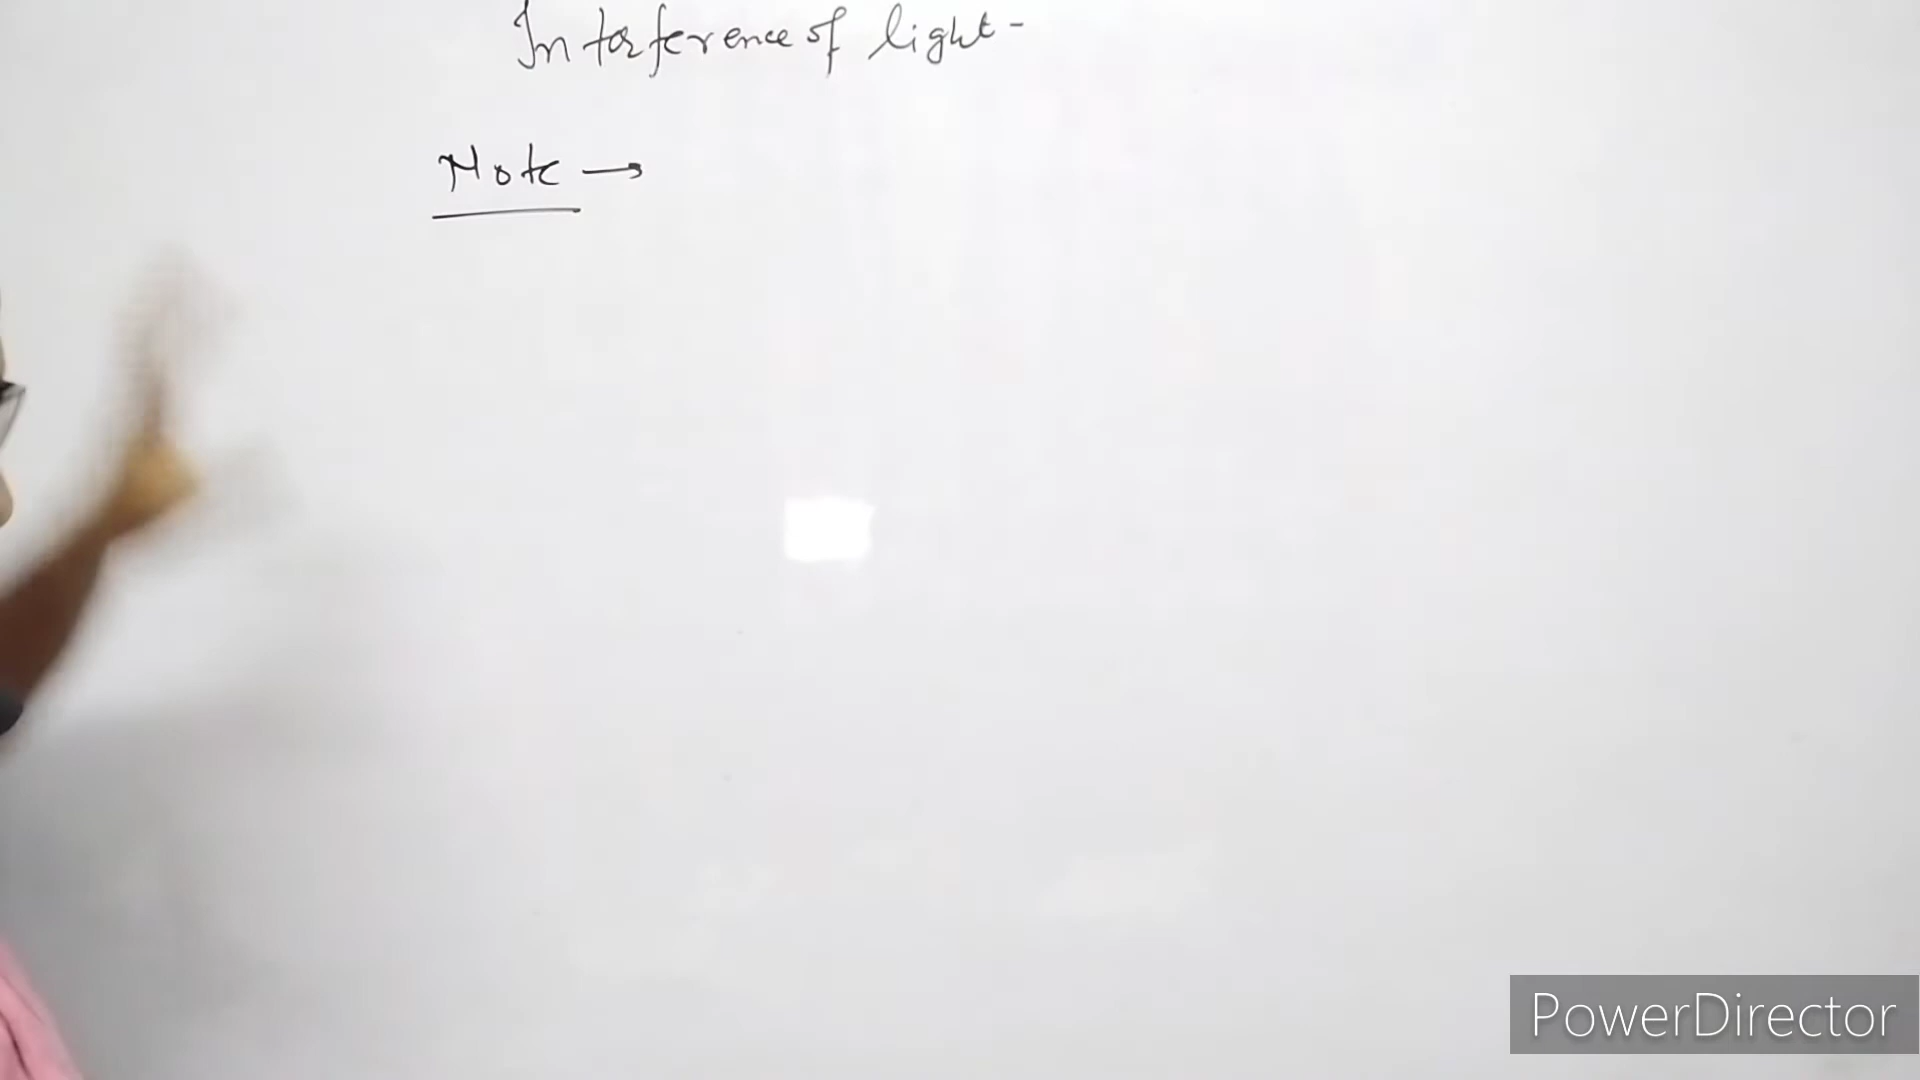 Interference of light -
Note →
PowerDirector